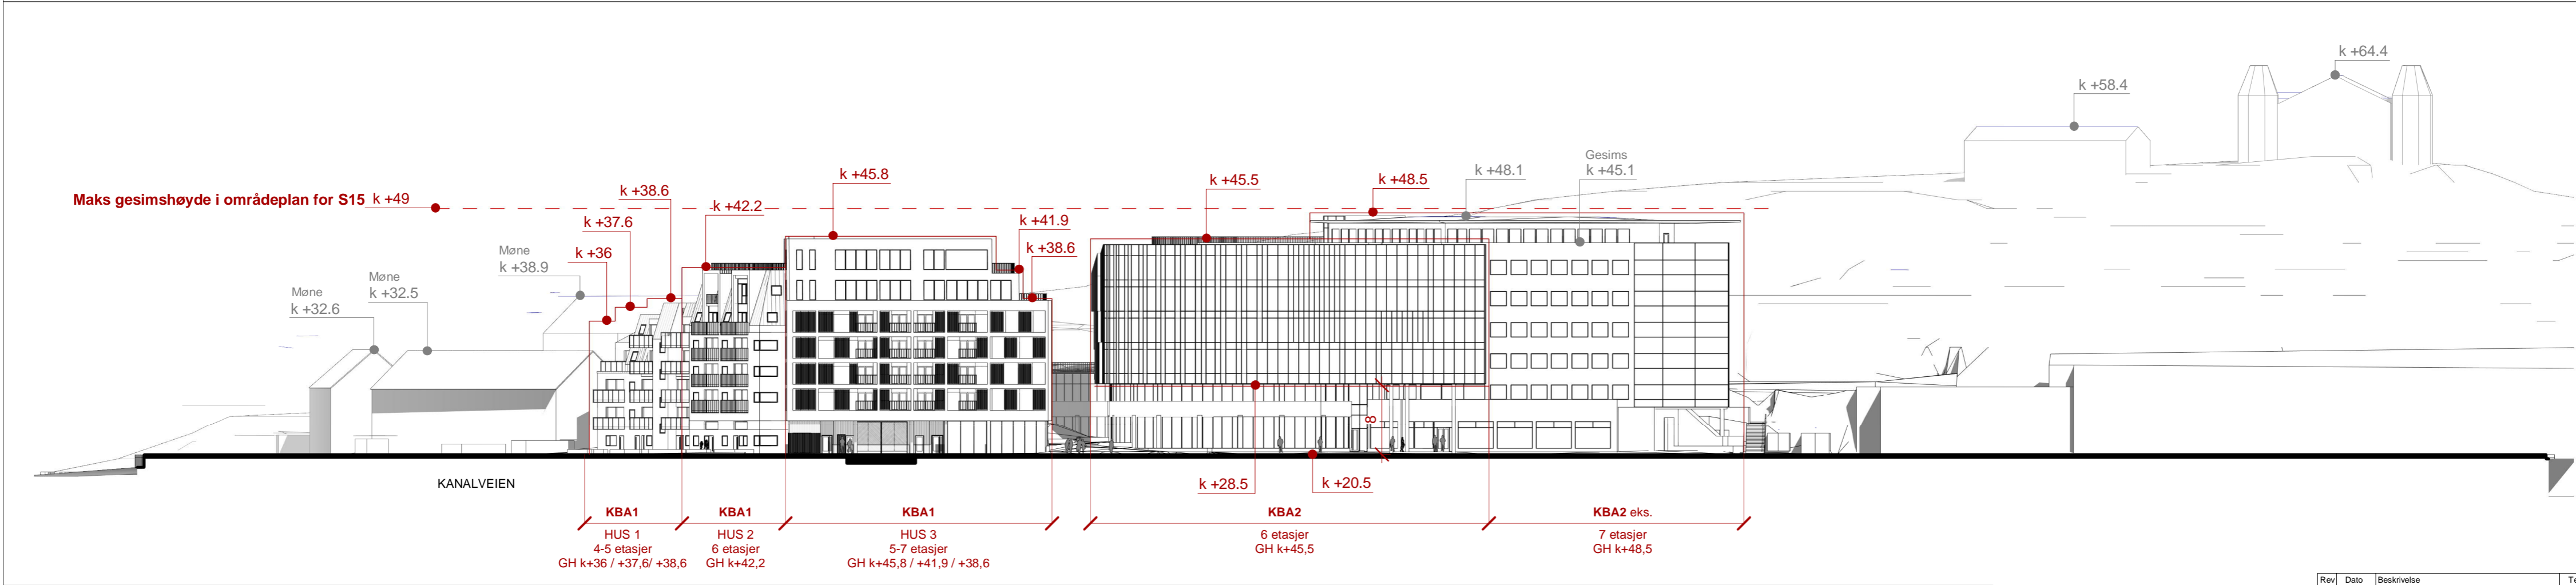 k +64.4
k +58.4
Maks gesimshøyde i områdeplan for S15 k +49
Møne
k +32.6
Møne
k +32.5
Møne
k +38.9
k +36
k +37.6
k +38.6
k +42.2
k +45.8
k +41.9
k +38.6
k +45.5
k +48.5
k +48.1
Gesims
k +45.1
8
KANALVEIEN
k +28.5
k +20.5
KBA1
HUS 1
4-5 etasjer
GH k+36 / +37,6/ +38,6
KBA1
HUS 2
6 etasjer
GH k+42,2
KBA1
HUS 3
5-7 etasjer
GH k+45,8 / +41,9 / +38,6
KBA2
6 etasjer
GH k+45,5
KBA2 eks.
7 etasjer
GH k+48,5
Rev Dato Beskrivelse